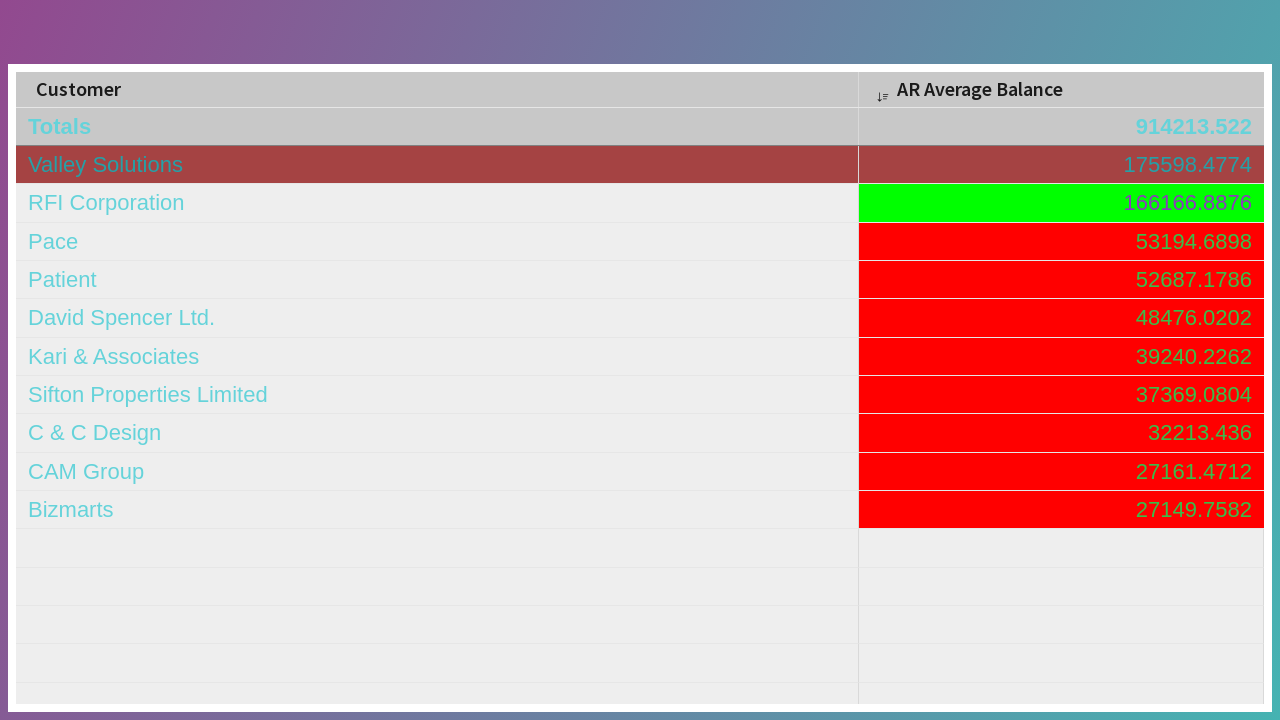 Customer AR Average Balance
Totals 914213.522
Valley Solutions 175598.4774
RFI Corporation 166166.8876
Pace 53194.6898
Patient 52687.1786
David Spencer Ltd. 48476.0202
Kari & Associates 39240.2262
Sifton Properties Limited 37369.0804
C & C Design 32213.436
CAM Group 27161.4712
Bizmarts 27149.7582